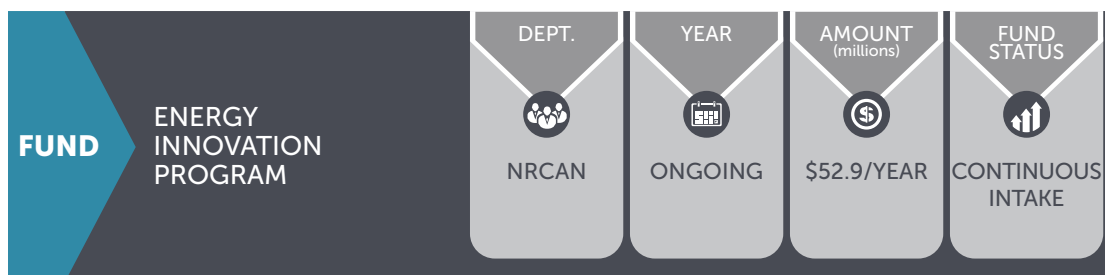 FUND
ENERGY
INNOVATION
PROGRAM
DEPT.
NRCAN
YEAR
ONGOING
AMOUNT
(millions)
$52.9/YEAR
FUND
STATUS
CONTINUOUS
INTAKE